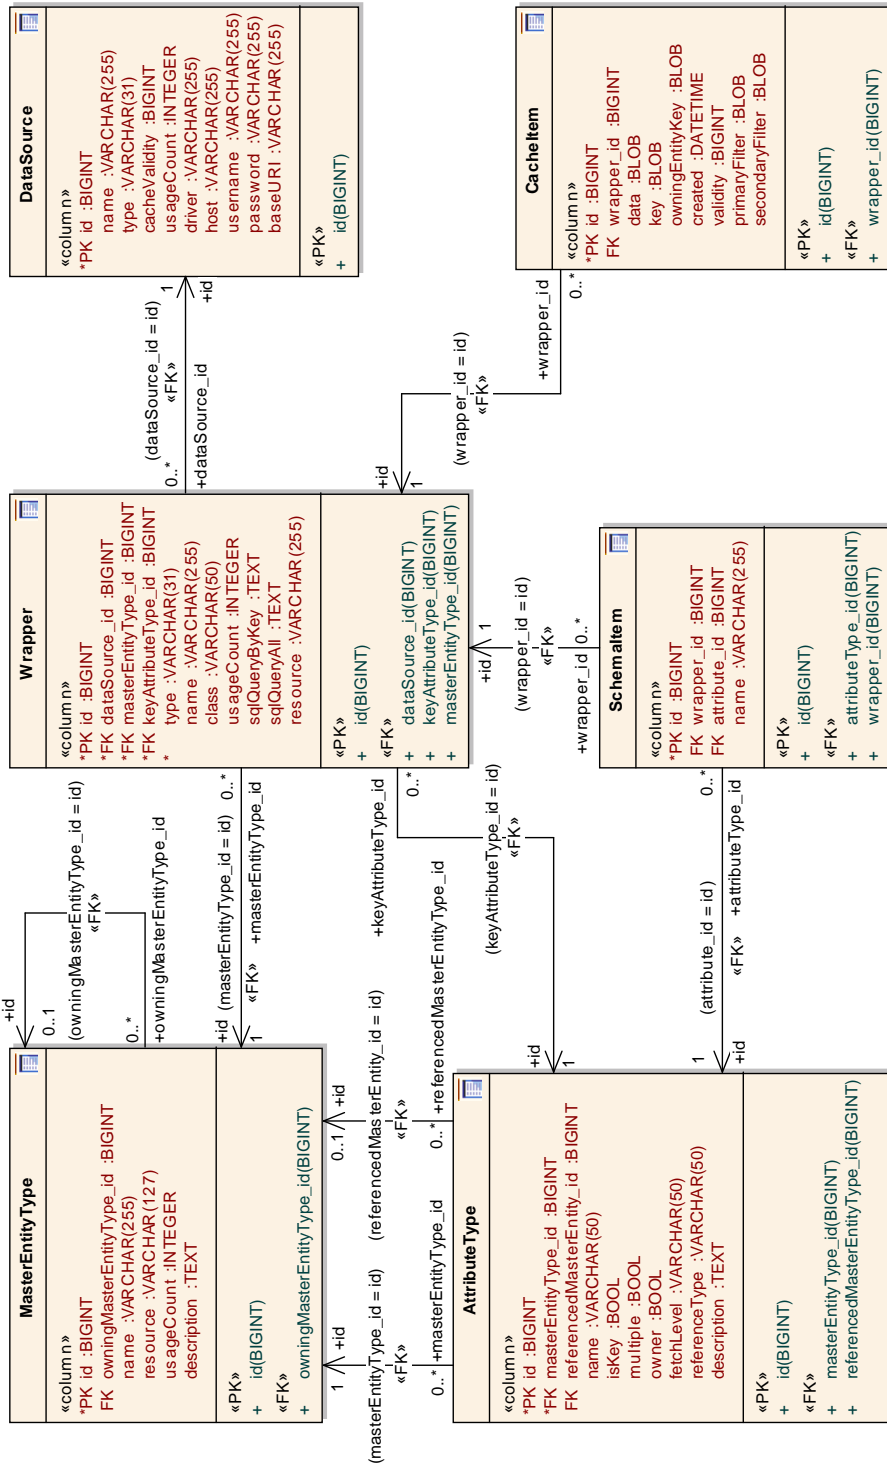 MasterEntityType
«column»
*PK id :BIGINT
FK owningMasterEntityType_id :BIGINT
name :VARCHAR(255)
resource :VARCHAR(127)
usageCount :INTEGER
description :TEXT
«PK»
+ id(BIGINT)
«FK»
+ owningMasterEntityType_id(BIGINT)
+id
0..1
(owningMasterEntityType_id = id)
«FK»
0..*
+owningMasterEntityType_id
+id (masterEntityType_id = id) 0..*
1 «FK» +masterEntityType_id
Wrapper
«column»
*PK id :BIGINT
*FK dataSource_id :BIGINT
*FK masterEntityType_id :BIGINT
*FK keyAttributeType_id :BIGINT
* type :VARCHAR(31)
name :VARCHAR(255)
class :VARCHAR(50)
usageCount :INTEGER
sqlQueryByKey :TEXT
sqlQueryAll :TEXT
resource :VARCHAR(255)
«PK»
+ id(BIGINT)
«FK»
+ dataSource_id(BIGINT)
+ keyAttributeType_id(BIGINT)
+ masterEntityType_id(BIGINT)
(dataSource_id = id)
0..* «FK» 1
+dataSource_id +id
DataSource
«column»
*PK id :BIGINT
name :VARCHAR(255)
type :VARCHAR(31)
cacheValidity :BIGINT
usageCount :INTEGER
driver :VARCHAR(255)
host :VARCHAR(255)
username :VARCHAR(255)
password :VARCHAR(255)
baseURI :VARCHAR(255)
«PK»
+ id(BIGINT)
1 +id
(masterEntityType_id = id)
«FK»
0..* +masterEntityType_id
0..1 +id
(referencedMasterEntity_id = id)
«FK»
0..* +referencedMasterEntityType_id
0..*
+keyAttributeType_id
(keyAttributeType_id = id)
«FK»
+id
1
+id 1
(wrapper_id = id)
«FK»
+wrapper_id 0..*
+id
1
(wrapper_id = id)
«FK»
+wrapper_id
0..*
AttributeType
«column»
*PK id :BIGINT
*FK masterEntityType_id :BIGINT
FK referencedMasterEntity_id :BIGINT
name :VARCHAR(50)
isKey :BOOL
multiple :BOOL
owner :BOOL
fetchLevel :VARCHAR(50)
referenceType :VARCHAR(50)
description :TEXT
«PK»
+ id(BIGINT)
«FK»
+ masterEntityType_id(BIGINT)
+ referencedMasterEntityType_id(BIGINT)
1 (attribute_id = id) 0..*
+id «FK» +attributeType_id
SchemaItem
«column»
*PK id :BIGINT
FK wrapper_id :BIGINT
FK attribute_id :BIGINT
name :VARCHAR(255)
«PK»
+ id(BIGINT)
«FK»
+ attributeType_id(BIGINT)
+ wrapper_id(BIGINT)
CacheItem
«column»
*PK id :BIGINT
FK wrapper_id :BIGINT
data :BLOB
key :BLOB
owningEntityKey :BLOB
created :DATETIME
validity :BIGINT
primaryFilter :BLOB
secondaryFilter :BLOB
«PK»
+ id(BIGINT)
«FK»
+ wrapper_id(BIGINT)